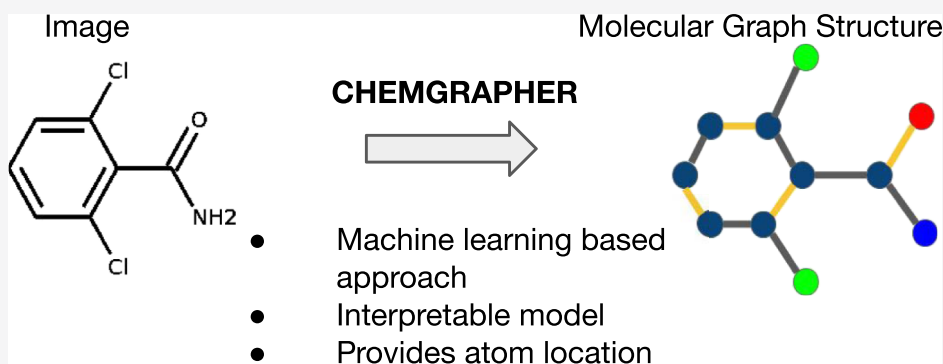 Image
Molecular Graph Structure
Cl
CHEMGRAPHER
O
NH2
Cl
● Machine learning based
approach
● Interpretable model
● Provides atom location